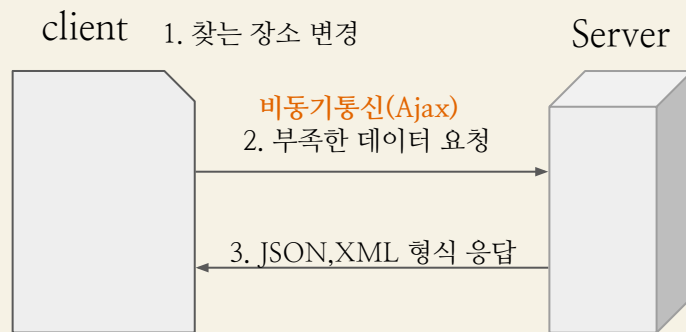 client
1. 찾는 장소 변경
Server
비동기통신(Ajax)
2. 부족한 데이터 요청
3. JSON,XML 형식 응답